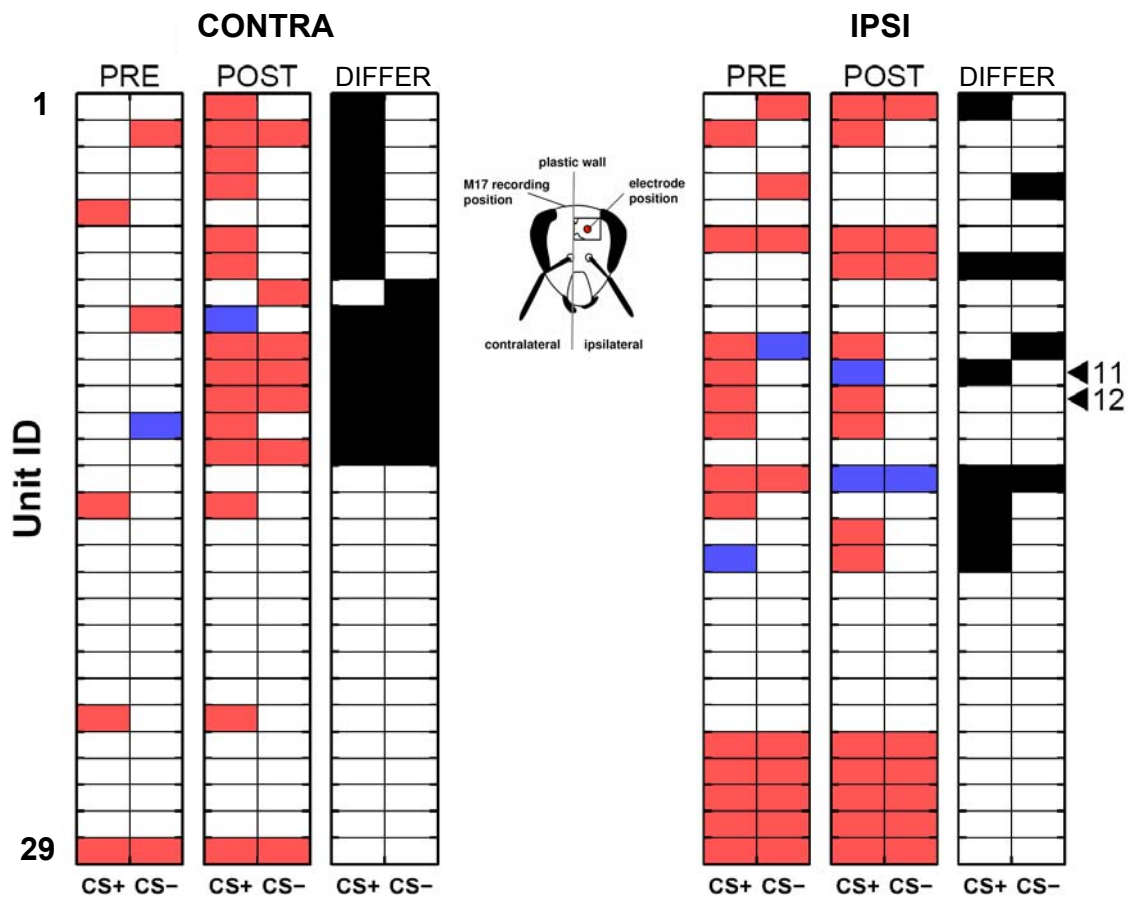 CONTRA
IPSI
PRE POST DIFFER
PRE POST DIFFER
1
plastic wall
M17 recording position
electrode position
contralateral
ipsilateral
11
12
Unit ID
29
CS+ CS− CS+ CS− CS+ CS−
CS+ CS− CS+ CS− CS+ CS−